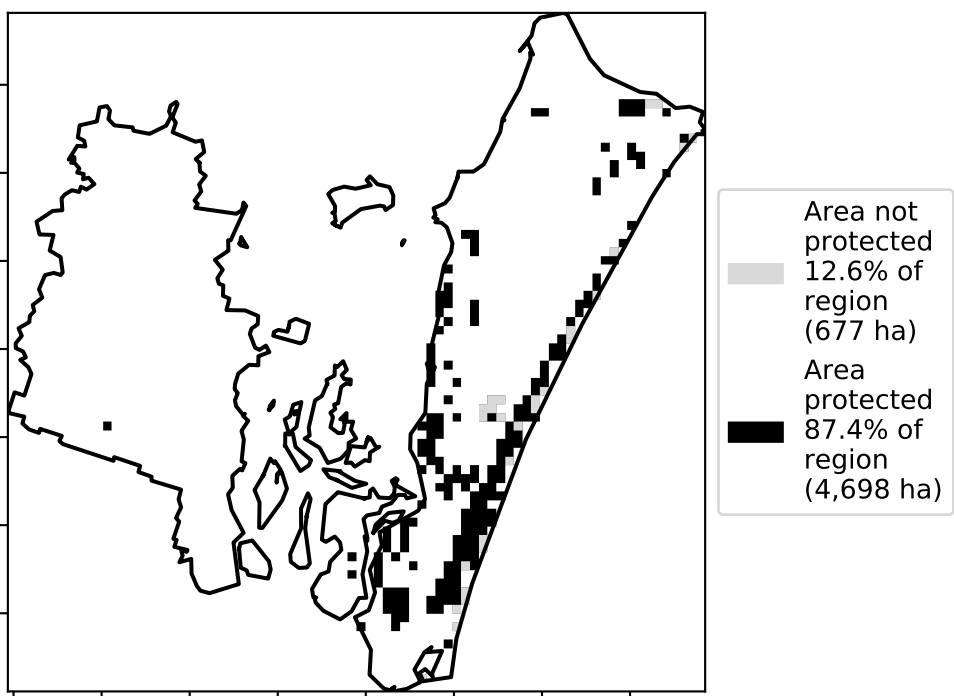 Area not
protected
12.6% of
region
(677 ha)
Area
protected
87.4% of
region
(4,698 ha)